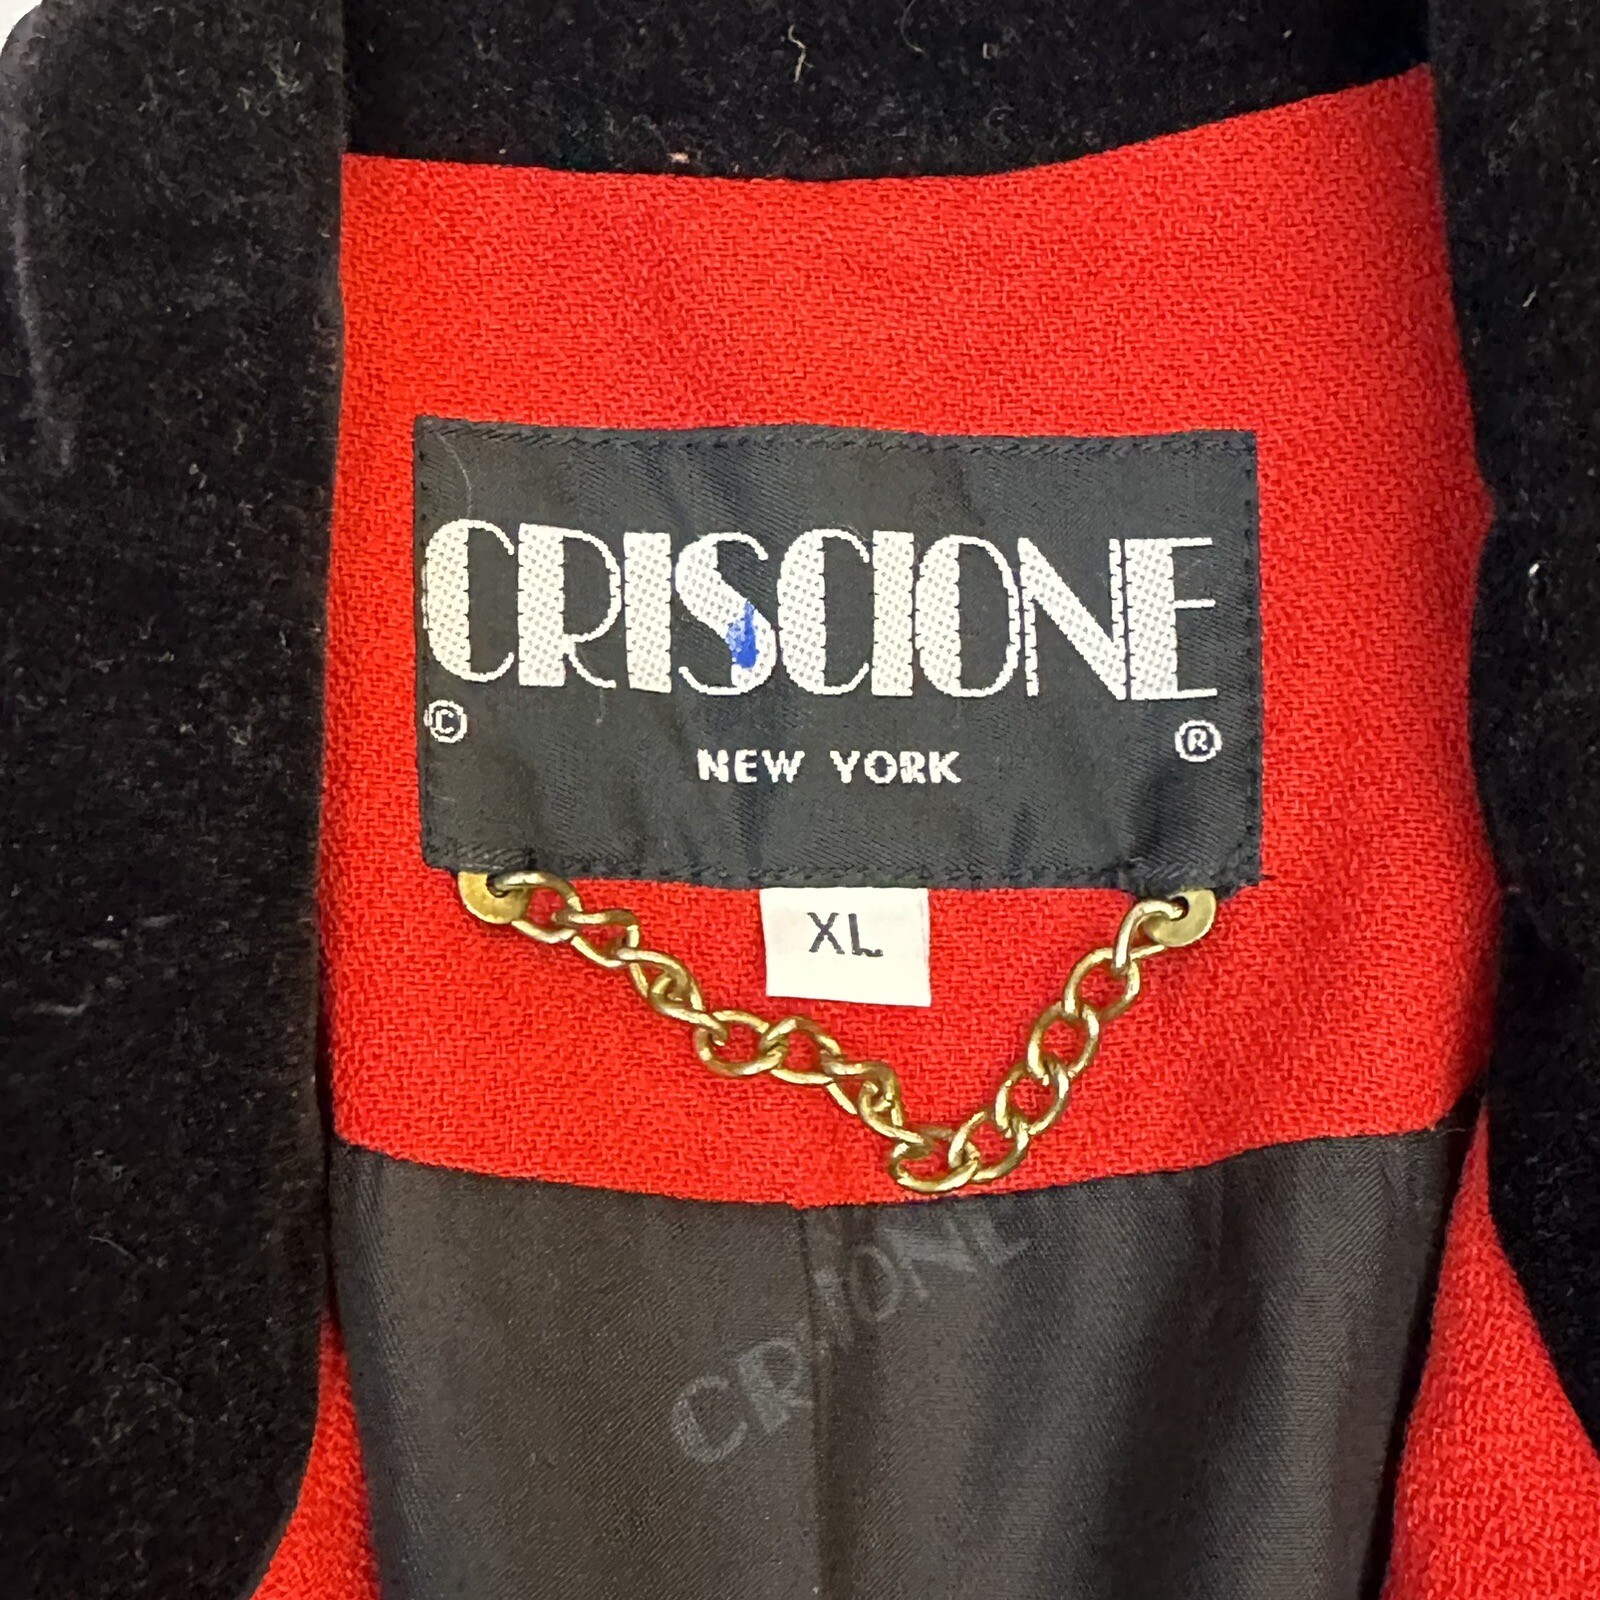 CRISCIONE
© ®
NEW YORK
XL
CRISCIONE